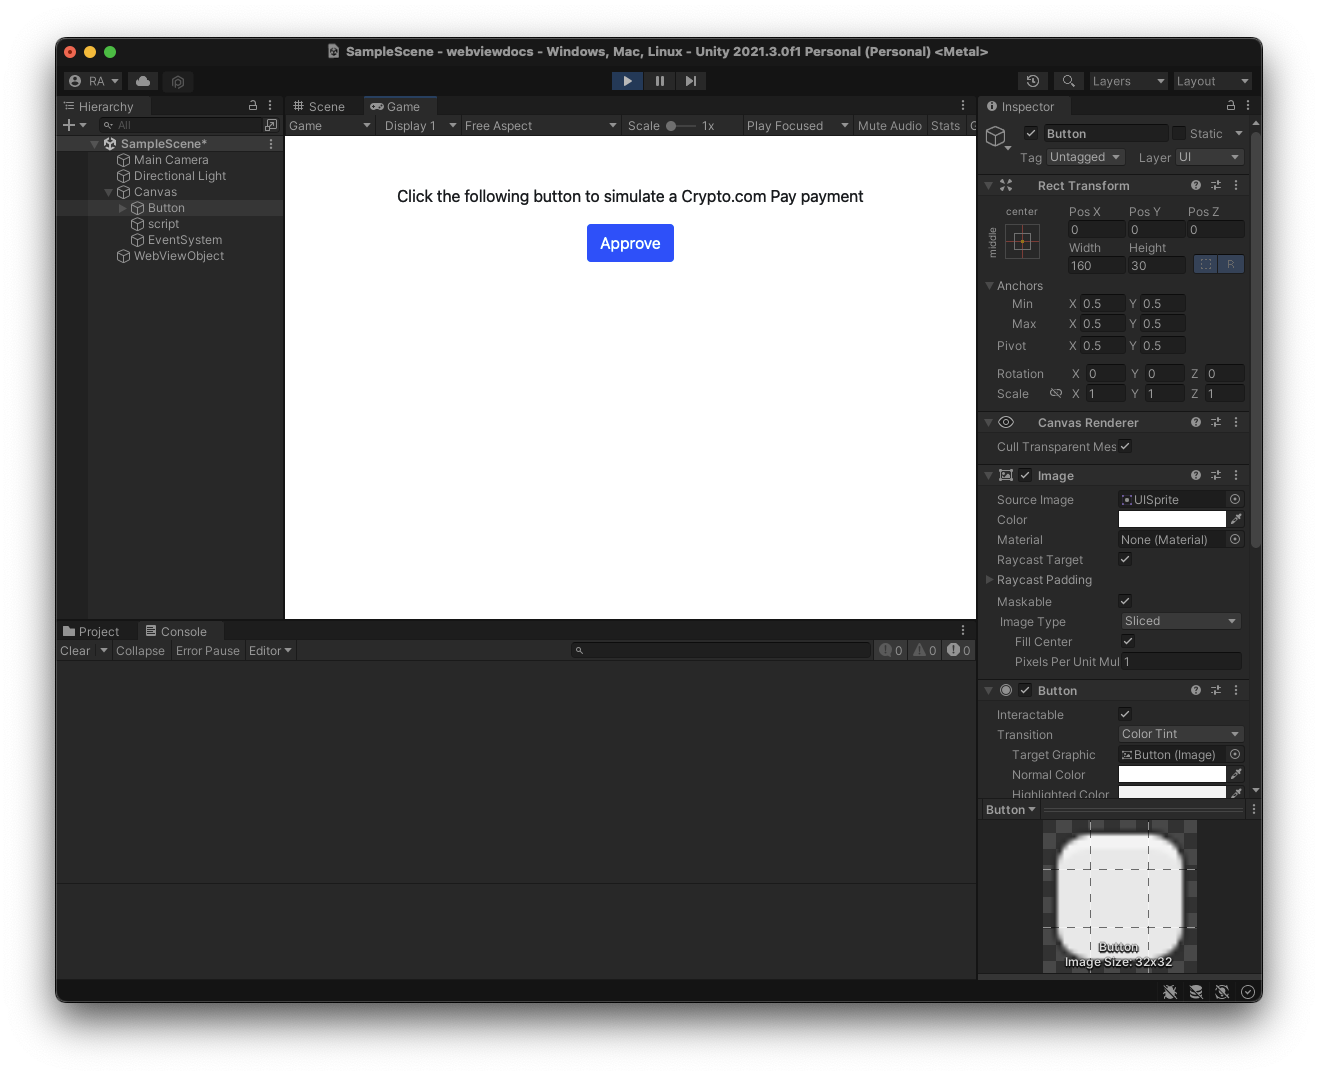 SampleScene - webviewdocs - Windows, Mac, Linux - Unity 2021.3.0f1 Personal (Personal) <Metal>
RA
Layers
Layout
Hierarchy
All
SampleScene*
Main Camera
Directional Light
Canvas
Button
script
EventSystem
WebViewObject
Scene
Game
Game
Display 1
Free Aspect
Scale
1x
Play Focused
Mute Audio
Stats
Click the following button to simulate a Crypto.com Pay payment
Approve
Project
Console
Clear
Collapse
Error Pause
Editor
0
0
0
Inspector
Button
Static
Tag Untagged
Layer UI
Rect Transform
center
middle
Pos X Pos Y Pos Z
0 0 0
Width Height
160 30
R
Anchors
Min X 0.5 Y 0.5
Max X 0.5 Y 0.5
Pivot X 0.5 Y 0.5
Rotation X 0 Y 0 Z 0
Scale X 1 Y 1 Z 1
Canvas Renderer
Cull Transparent Mes
Image
Source Image UISprite
Color
Material None (Material)
Raycast Target
Raycast Padding
Maskable
Image Type Sliced
Fill Center
Pixels Per Unit Mul 1
Button
Interactable
Transition Color Tint
Target Graphic Button (Image)
Normal Color
Highlighted Color
Button
Button
Image Size: 32x32